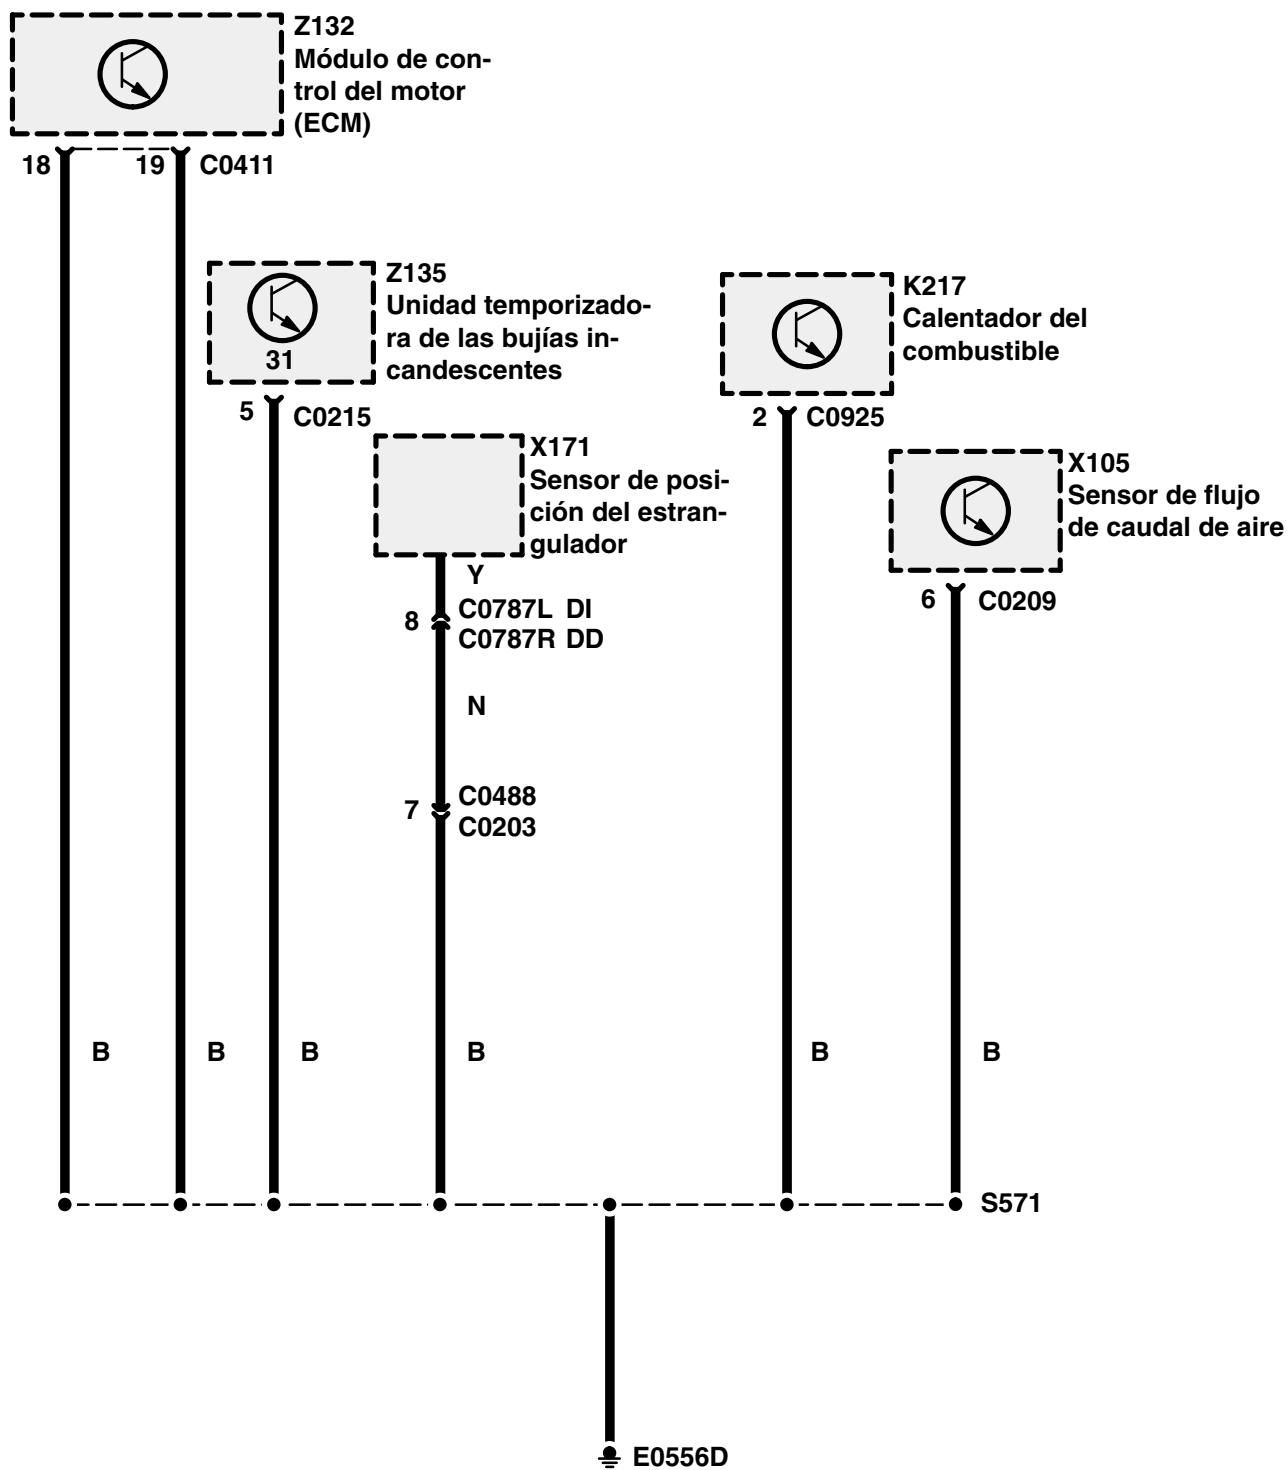 Z132
Módulo de con-
trol del motor
(ECM)
18
19
C0411
Z135
Unidad temporizado-
ra de las bujías in-
candescentes
31
5
C0215
K217
Calentador del
combustible
2
C0925
X171
Sensor de posi-
ción del estran-
gulador
X105
Sensor de flujo
de caudal de aire
Y
6
C0209
8
C0787L DI
C0787R DD
N
7
C0488
C0203
B
B
B
B
B
B
S571
E0556D